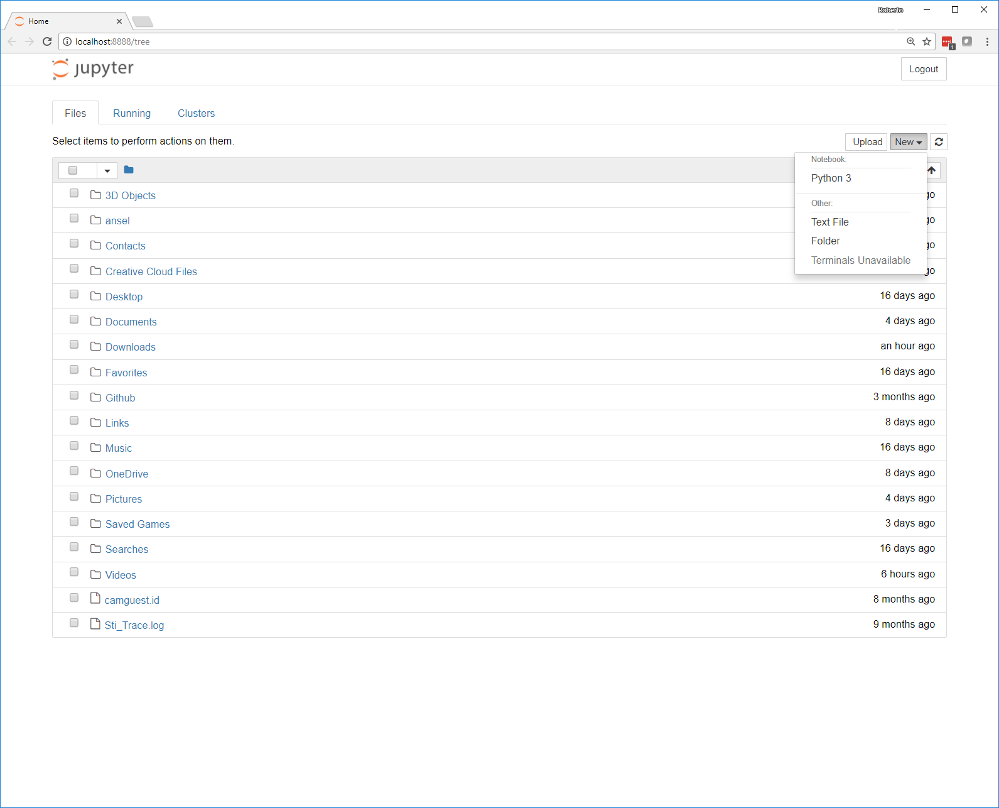 Roberto
Home
localhost:8888/tree
1
jupyter
Logout
Files Running Clusters
Select items to perform actions on them.
Upload New
Notebook:
Python 3
Other:
Text File
Folder
Terminals Unavailable
3D Objects go
ansel go
Contacts go
Creative Cloud Files go
Desktop 16 days ago
Documents 4 days ago
Downloads an hour ago
Favorites 16 days ago
Github 3 months ago
Links 8 days ago
Music 16 days ago
OneDrive 8 days ago
Pictures 4 days ago
Saved Games 3 days ago
Searches 16 days ago
Videos 6 hours ago
camguest.id 8 months ago
Sti_Trace.log 9 months ago